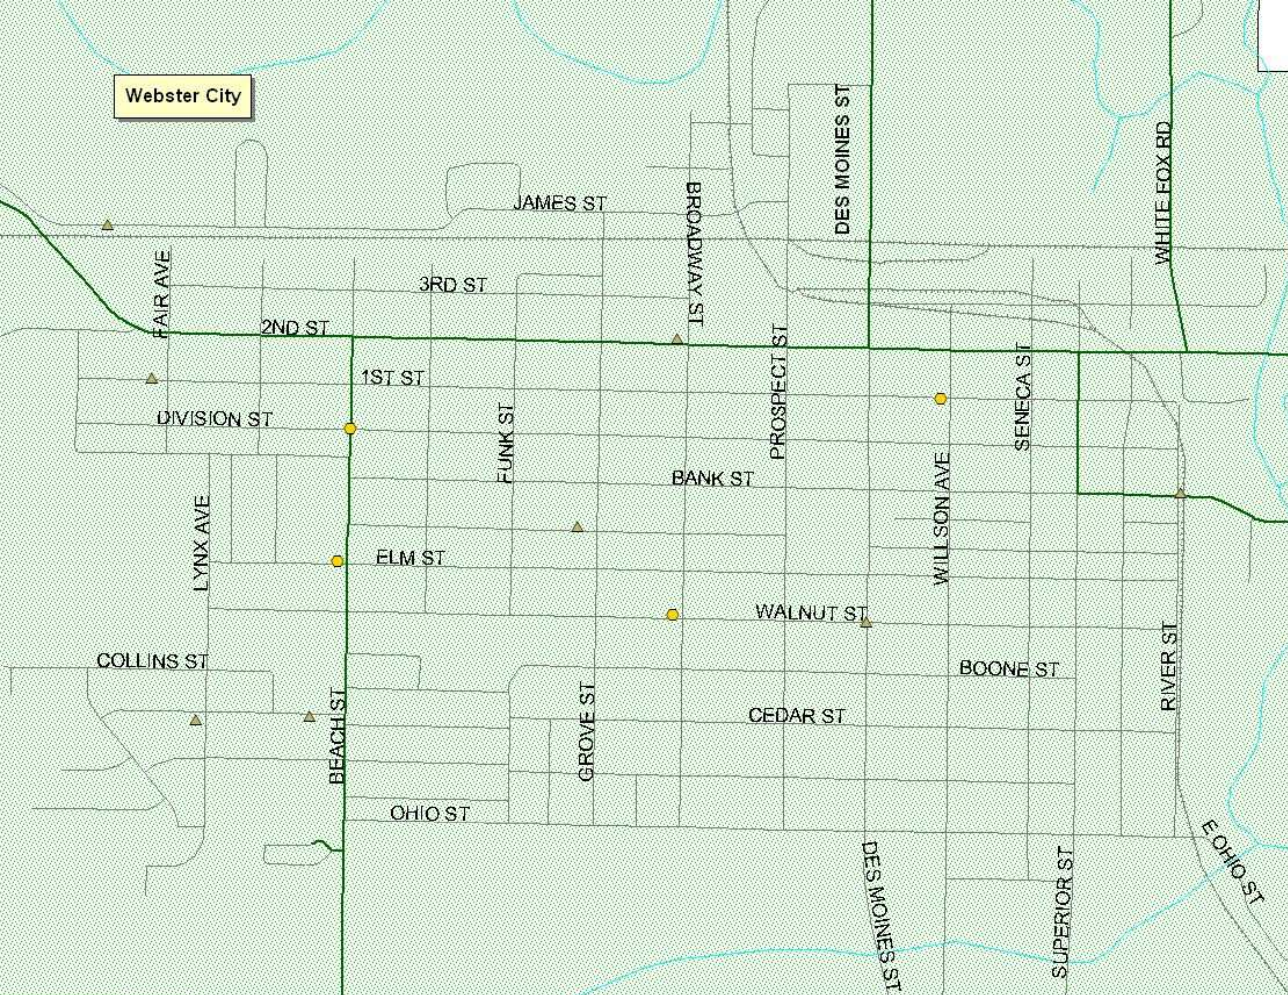 Webster City
DES MOINES ST
WHITE FOX RD
JAMES ST
BROADWAY ST
FAIR AVE
3RD ST
2ND ST
PROSPECT ST
SENECA ST
1ST ST
DIVISION ST
FUNK ST
BANK ST
WILLSON AVE
LYNX AVE
ELM ST
WALNUT ST
RIVER ST
COLLINS ST
BOONE ST
BEACH ST
GROVE ST
CEDAR ST
OHIO ST
E OHIO ST
DES MOINES ST
SUPERIOR ST